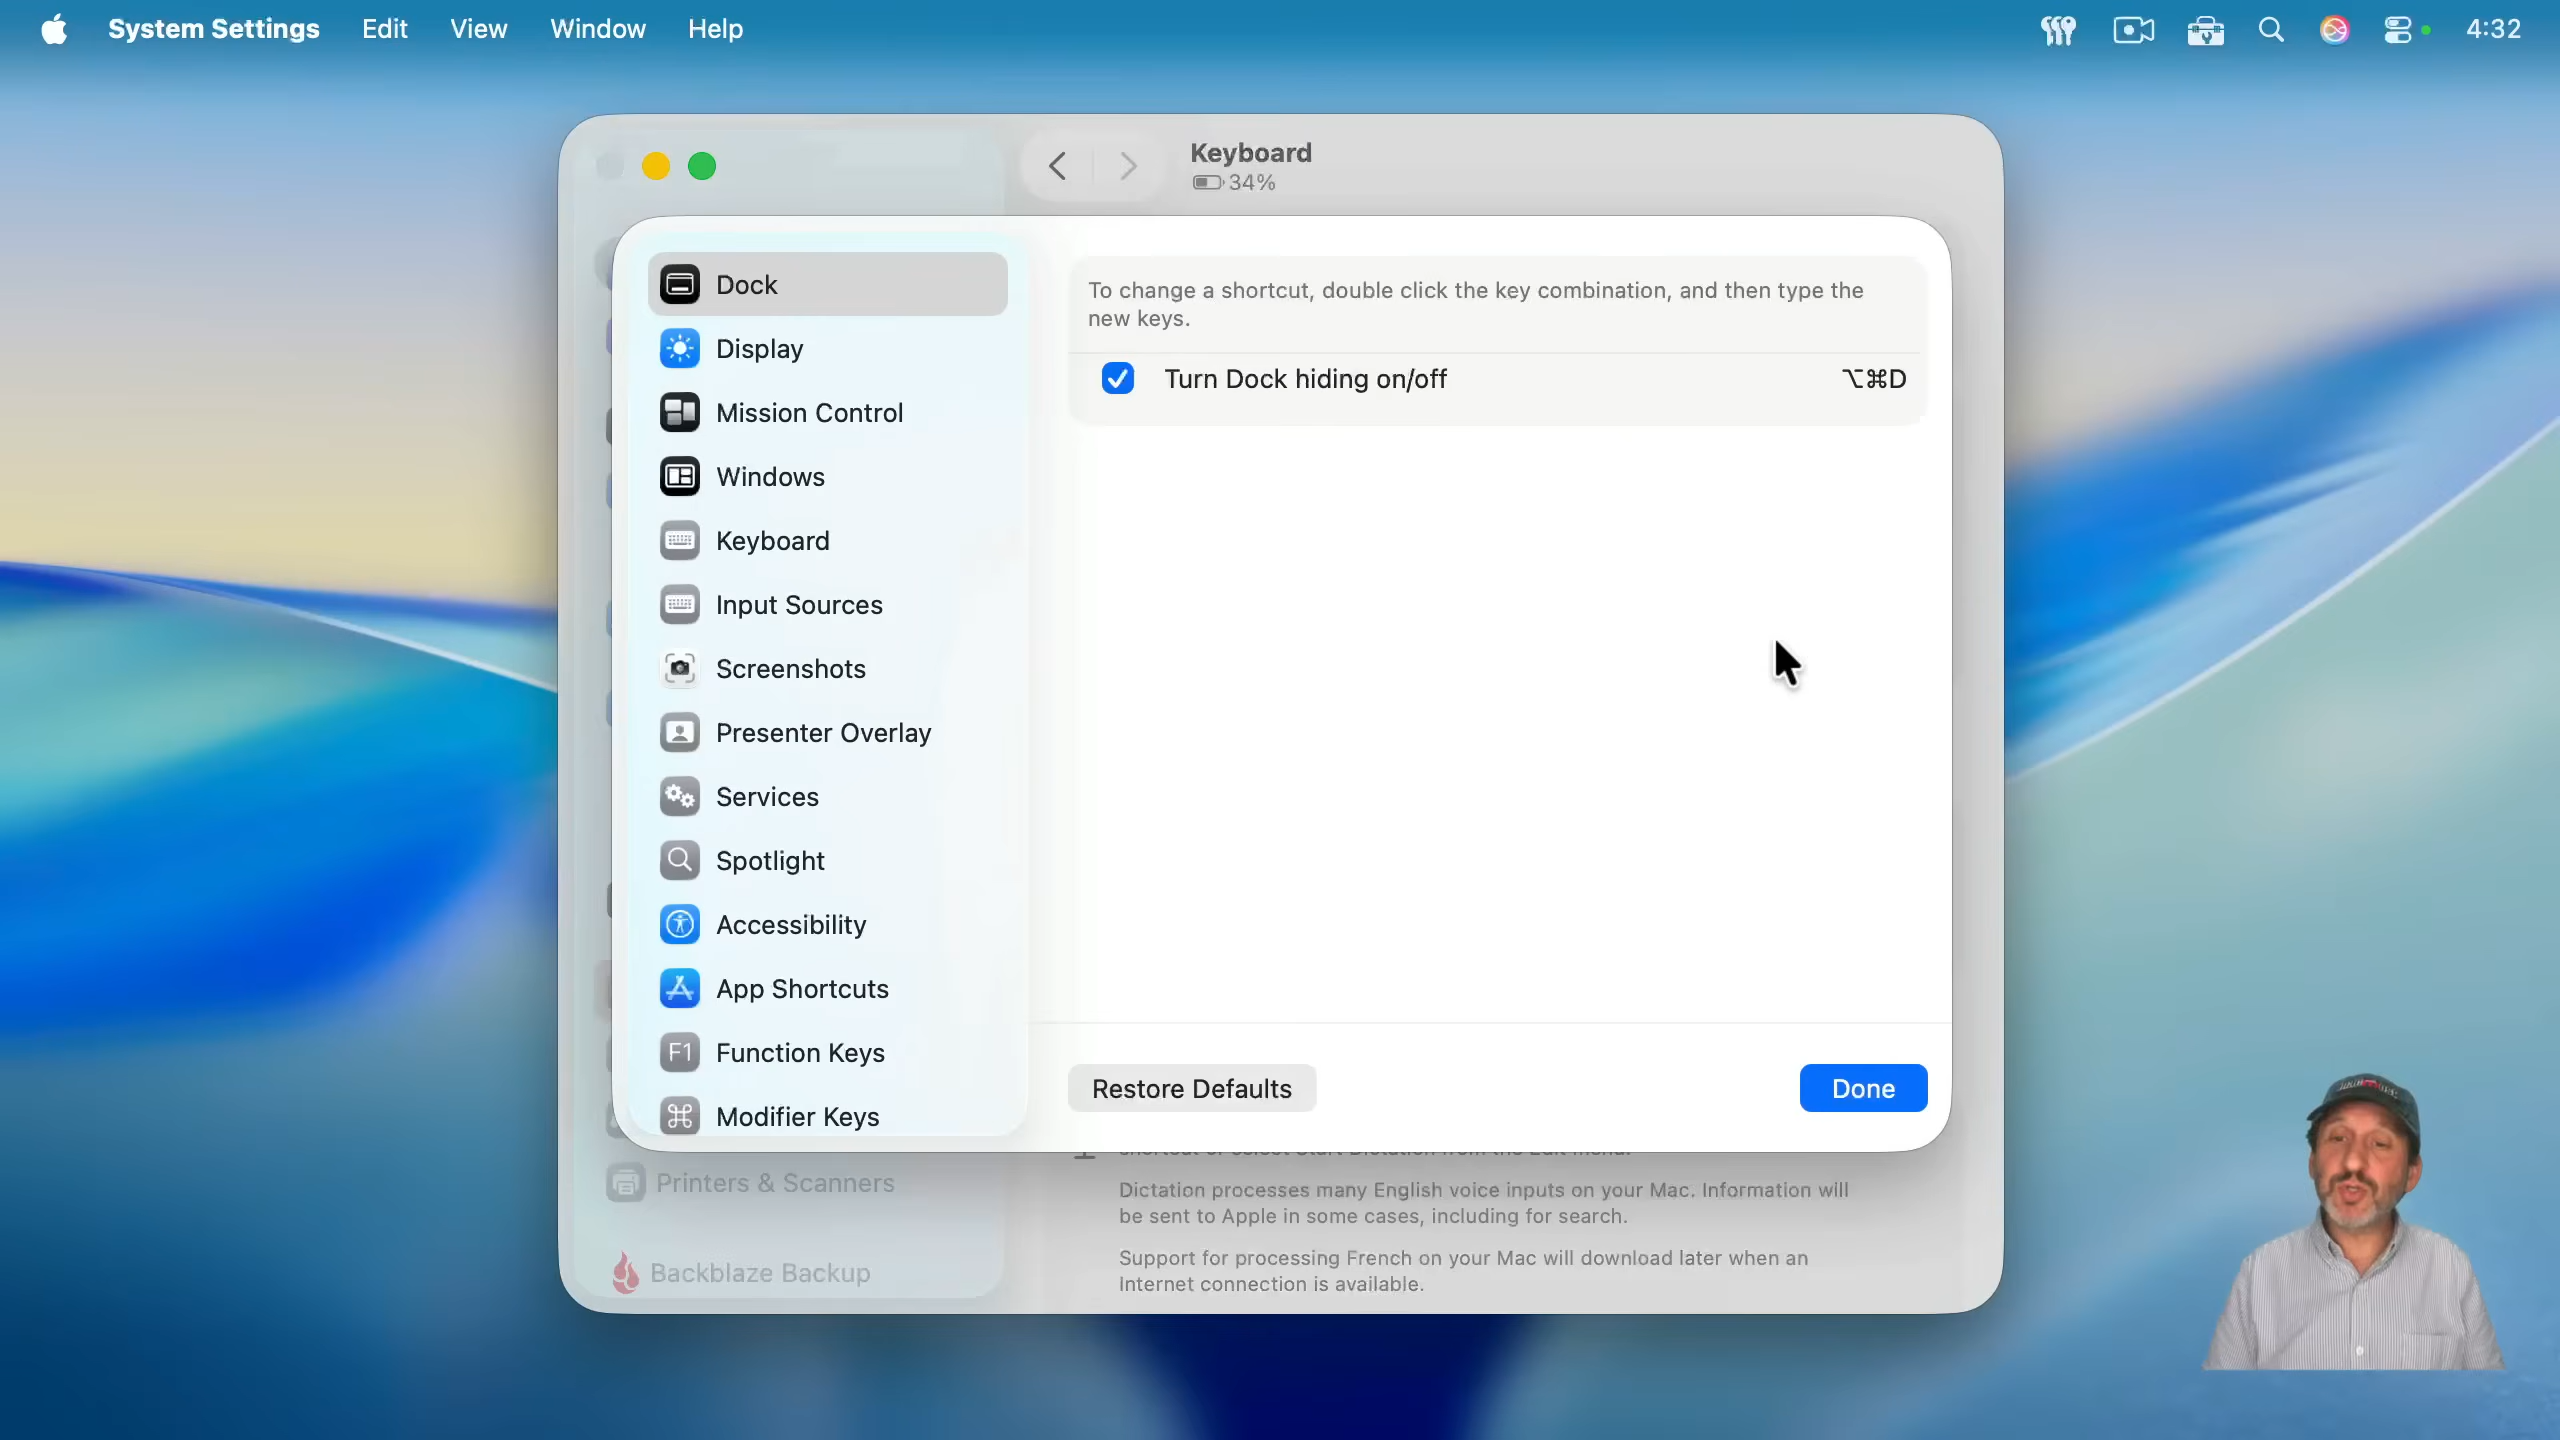 System Settings Edit View Window Help 4:32
Keyboard
34%
Dock
Display
Mission Control
Windows
Keyboard
Input Sources
Screenshots
Presenter Overlay
Services
Spotlight
Accessibility
App Shortcuts
F1 Function Keys
Modifier Keys
To change a shortcut, double click the key combination, and then type the
new keys.
Turn Dock hiding on/off ⌥⌘D
Restore Defaults Done
Printers & Scanners
Backblaze Backup
Dictation processes many English voice inputs on your Mac. Information will
be sent to Apple in some cases, including for search.
Support for processing French on your Mac will download later when an
Internet connection is available.